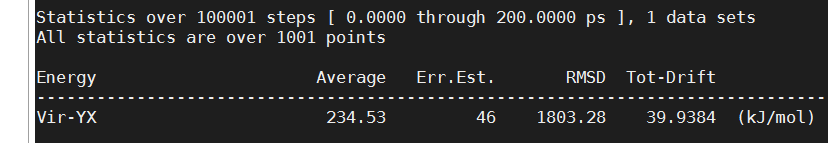 Statistics over 100001 steps [ 0.0000 through 200.0000 ps ], 1 data sets
All statistics are over 1001 points
Energy Average Err.Est. RMSD Tot-Drift
-------------------------------------------------------------------------------
Vir-YX 234.53 46 1803.28 39.9384 (kJ/mol)